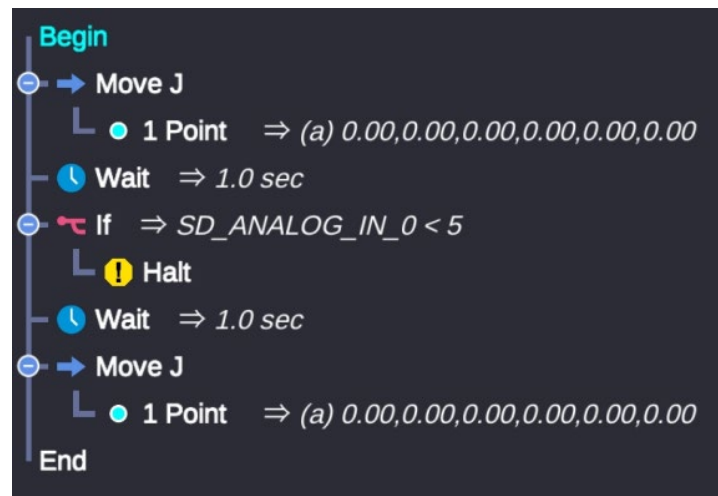 Begin
Move J
1 Point ⇒ (a) 0.00,0.00,0.00,0.00,0.00,0.00
Wait ⇒ 1.0 sec
If ⇒ SD_ANALOG_IN_0 < 5
Halt
Wait ⇒ 1.0 sec
Move J
1 Point ⇒ (a) 0.00,0.00,0.00,0.00,0.00,0.00
End